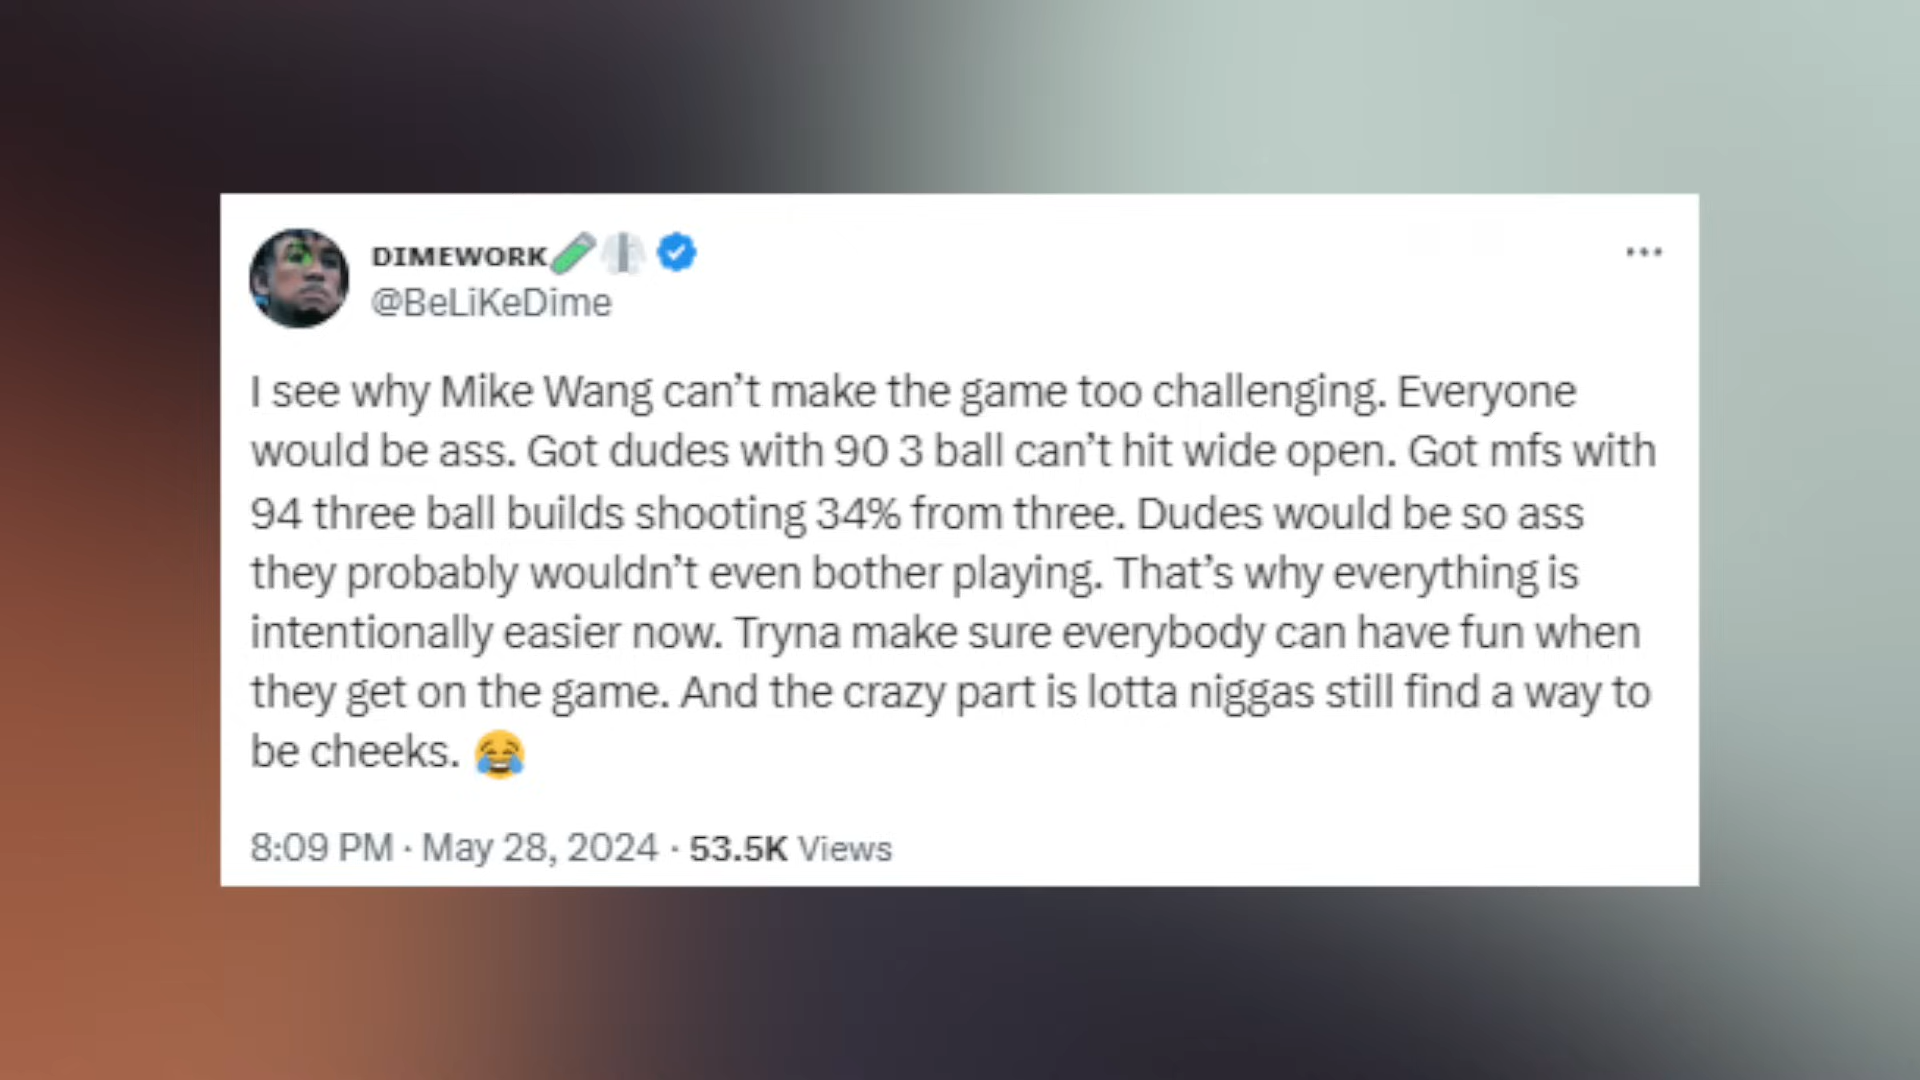 DIMEWORK🧪🥼
@BeLiKeDime
I see why Mike Wang can’t make the game too challenging. Everyone
would be ass. Got dudes with 90 3 ball can’t hit wide open. Got mfs with
94 three ball builds shooting 34% from three. Dudes would be so ass
they probably wouldn’t even bother playing. That’s why everything is
intentionally easier now. Tryna make sure everybody can have fun when
they get on the game. And the crazy part is lotta niggas still find a way to
be cheeks. 😂
8:09 PM · May 28, 2024 · 53.5K Views